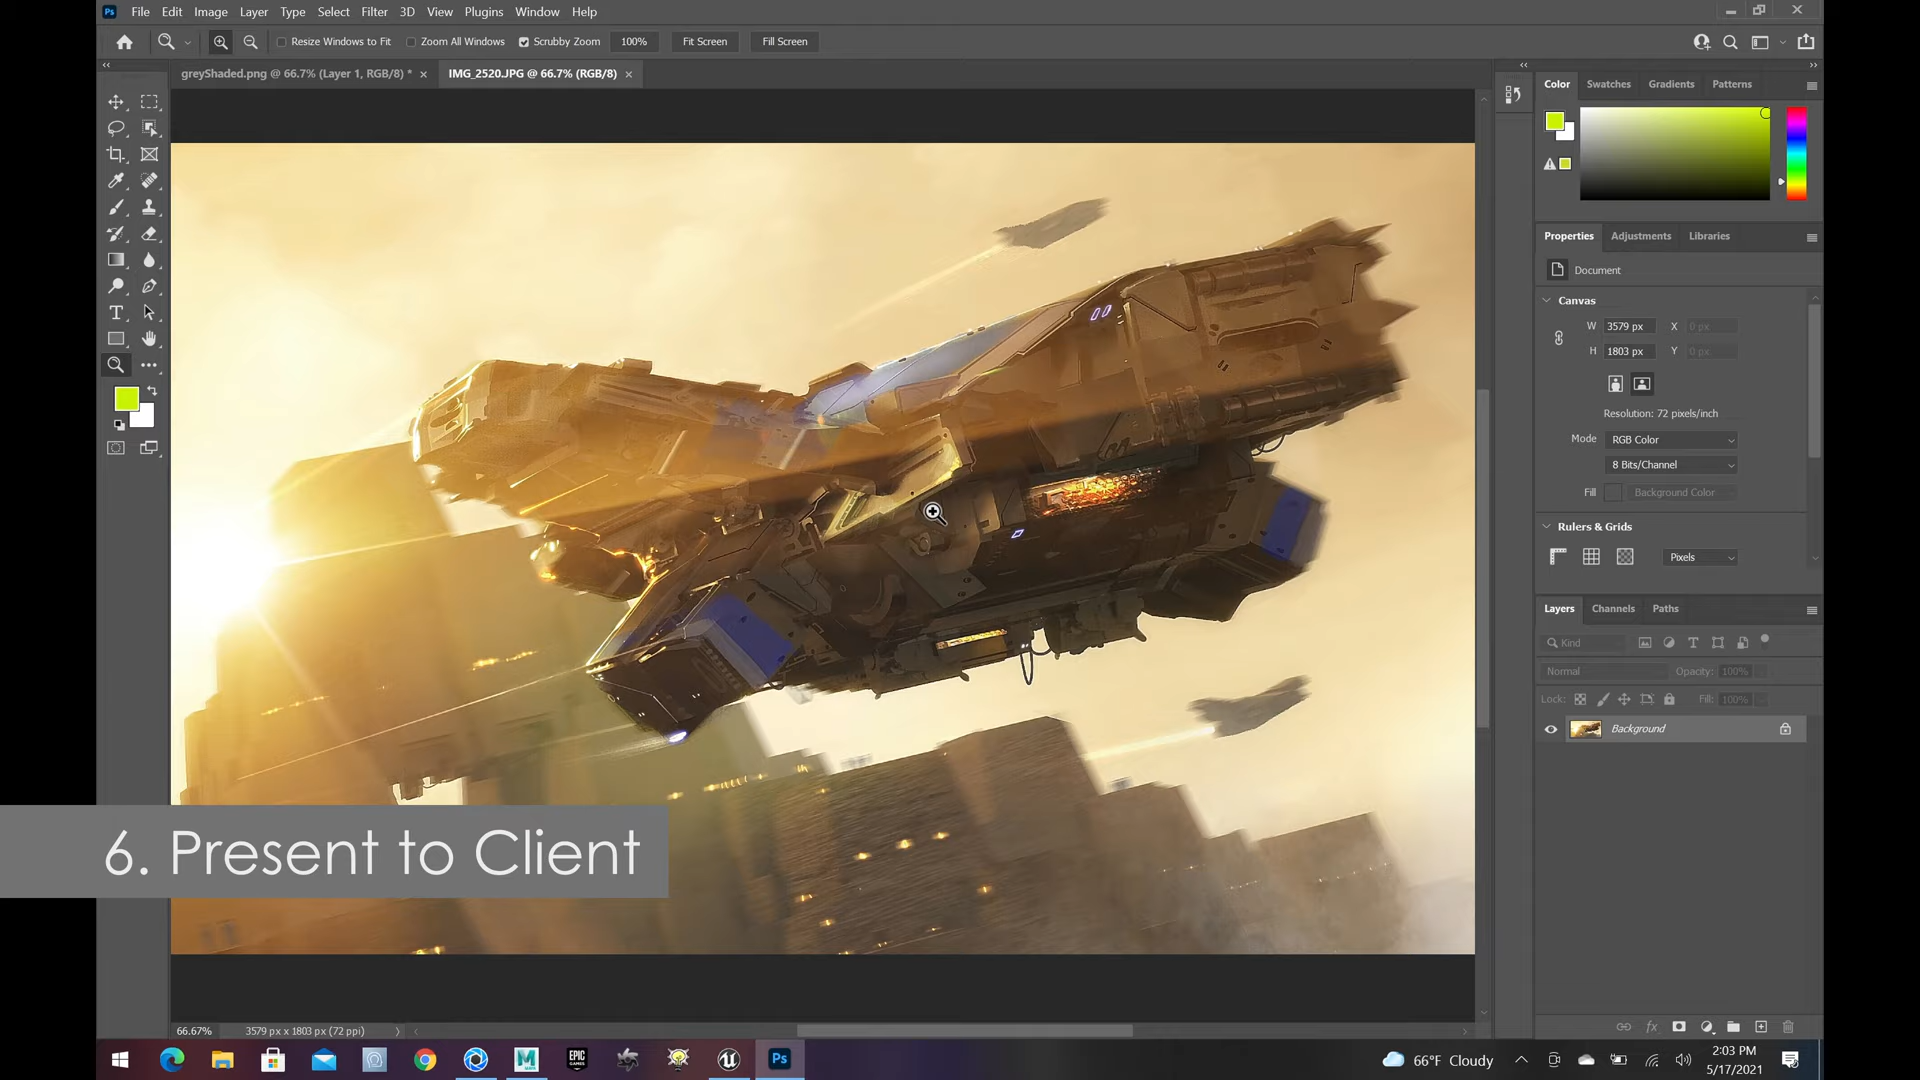 Ps File Edit Image Layer Type Select Filter 3D View Plugins Window Help
Resize Windows to Fit Zoom All Windows Scrubby Zoom 100% Fit Screen Fill Screen
greyShaded.png @ 66.7% (Layer 1, RGB/8) * × IMG_2520.JPG @ 66.7% (RGB/8) ×
Color Swatches Gradients Patterns
Properties Adjustments Libraries
Document
Canvas
W 3579 px X 0 px
H 1803 px Y 0 px
Resolution: 72 pixels/inch
Mode RGB Color
8 Bits/Channel
Fill Background Color
Rulers & Grids
Pixels
Layers Channels Paths
Kind
Normal Opacity: 100%
Lock: Fill: 100%
Background
6. Present to Client
66.67% 3579 px x 1803 px (72 ppi)
fx
EPIC GAMES
Ps
66°F Cloudy
2:03 PM
5/17/2021